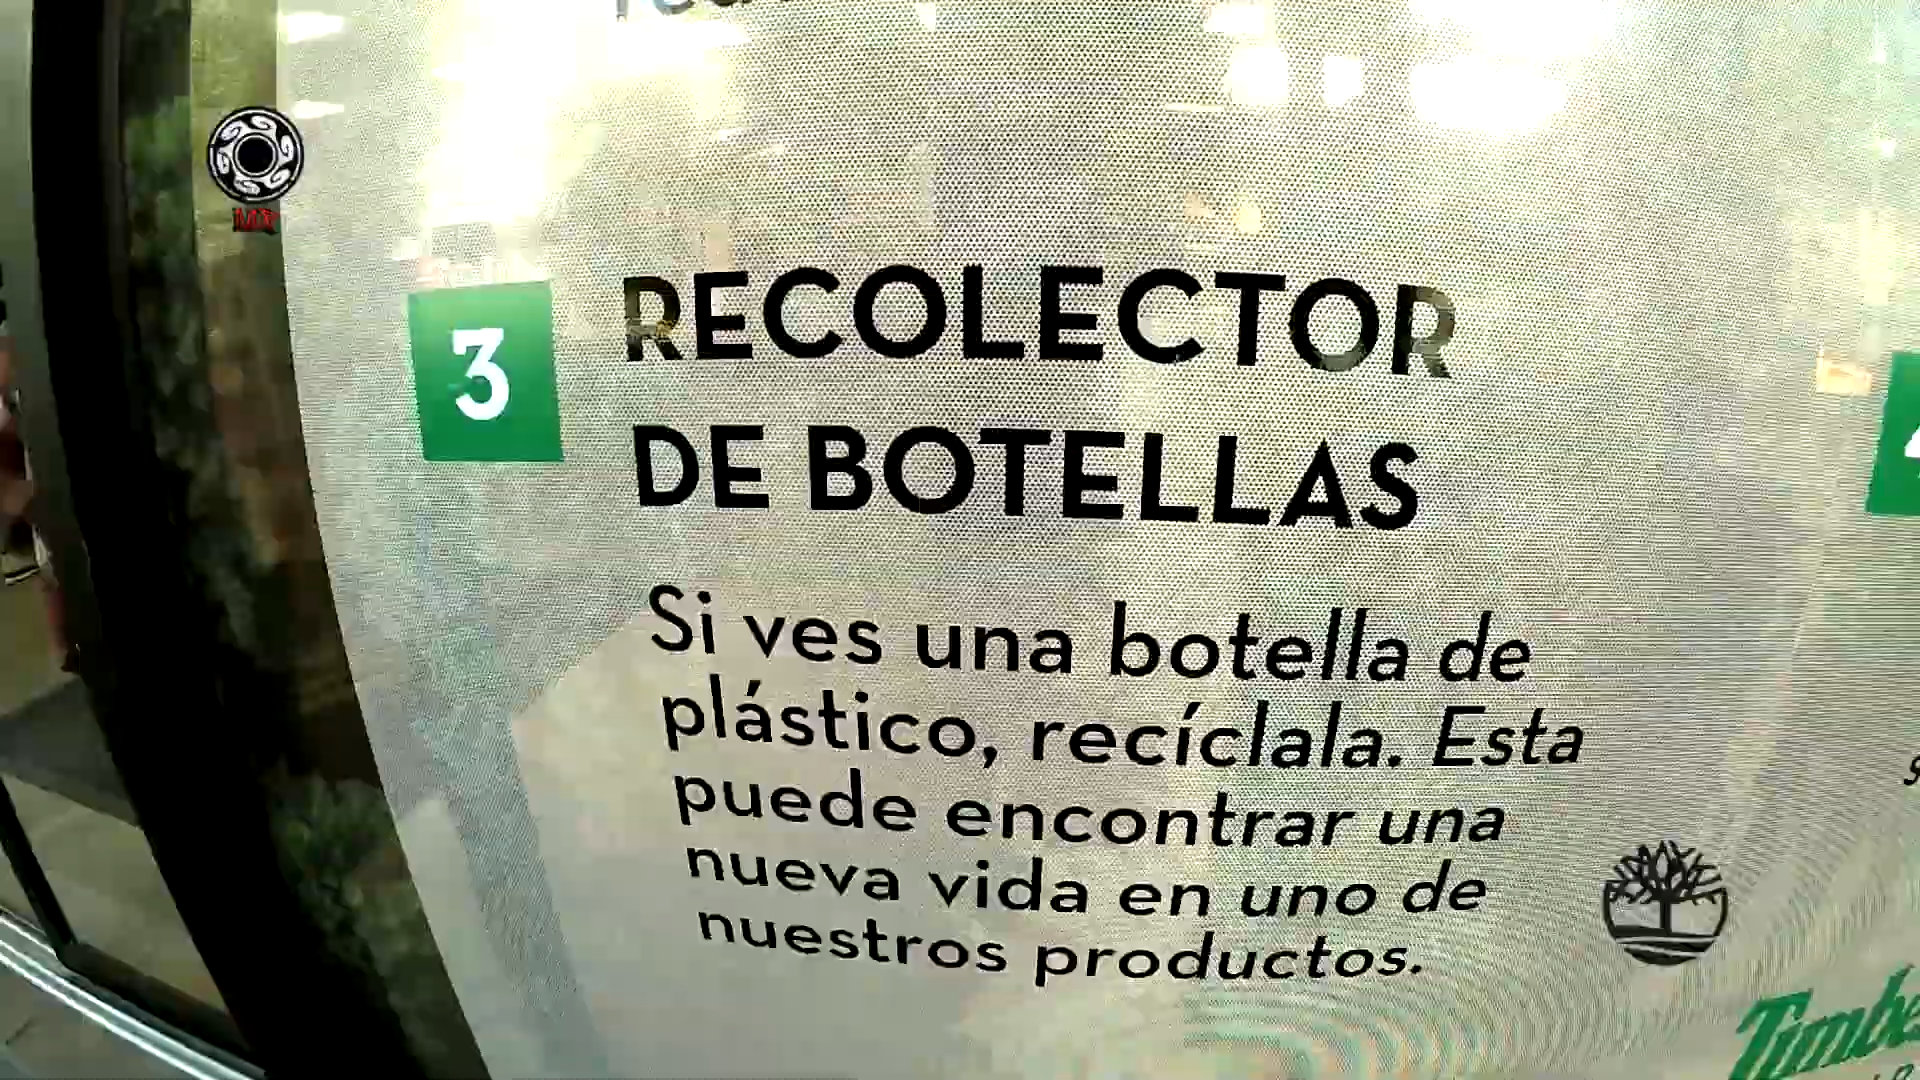 3
RECOLECTOR
DE BOTELLAS
Si ves una botella de
plástico, recíclala. Esta
puede encontrar una
nueva vida en uno de
nuestros productos.